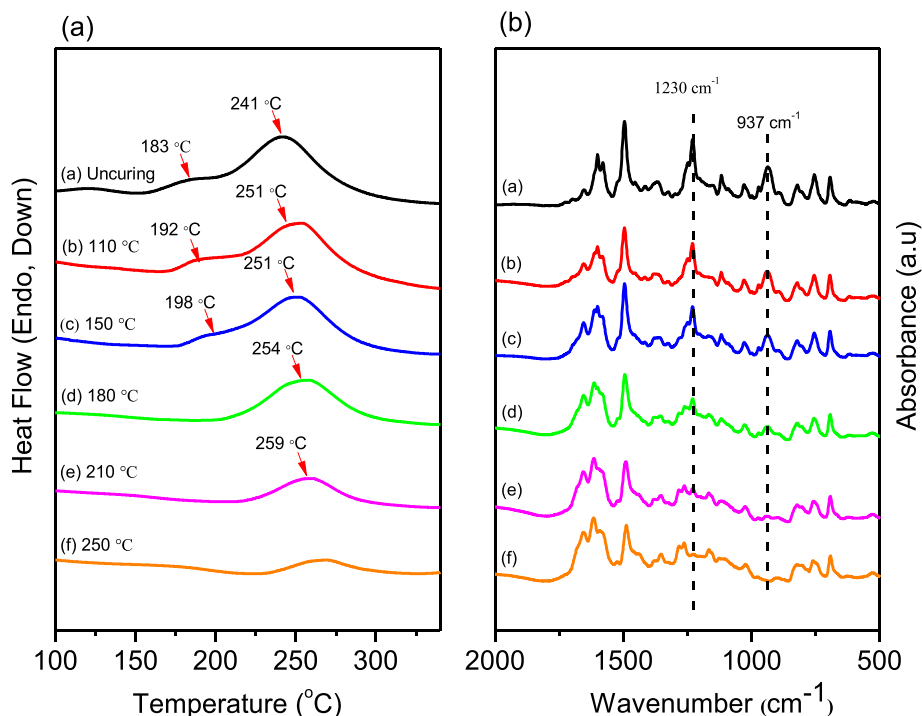 (a)
(b)
Heat Flow (Endo, Down)
241 °C
183 °C
(a) Uncuring
251 °C
192 °C
(b) 110 °C
251 °C
198 °C
(c) 150 °C
254 °C
(d) 180 °C
259 °C
(e) 210 °C
(f) 250 °C
100 150 200 250 300
Temperature (°C)
1230 cm⁻¹
937 cm⁻¹
(a)
(b)
(c)
(d)
(e)
(f)
Absorbance (a.u)
2000 1500 1000 500
Wavenumber (cm⁻¹)